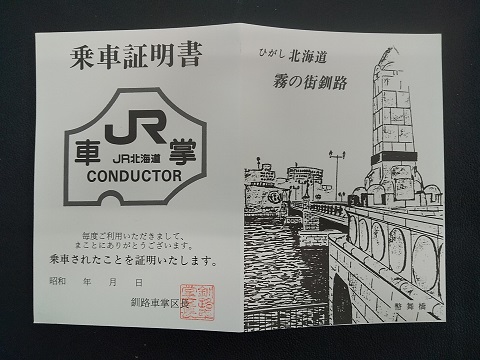 乗車証明書
JR
車掌
JR北海道
CONDUCTOR
毎度ご利用いただきまして、
まことにありがとうございます。
乗車されたことを証明いたします。
昭和　年　月　日
釧路車掌区長
ひがし 北海道
霧の街釧路
幣舞橋